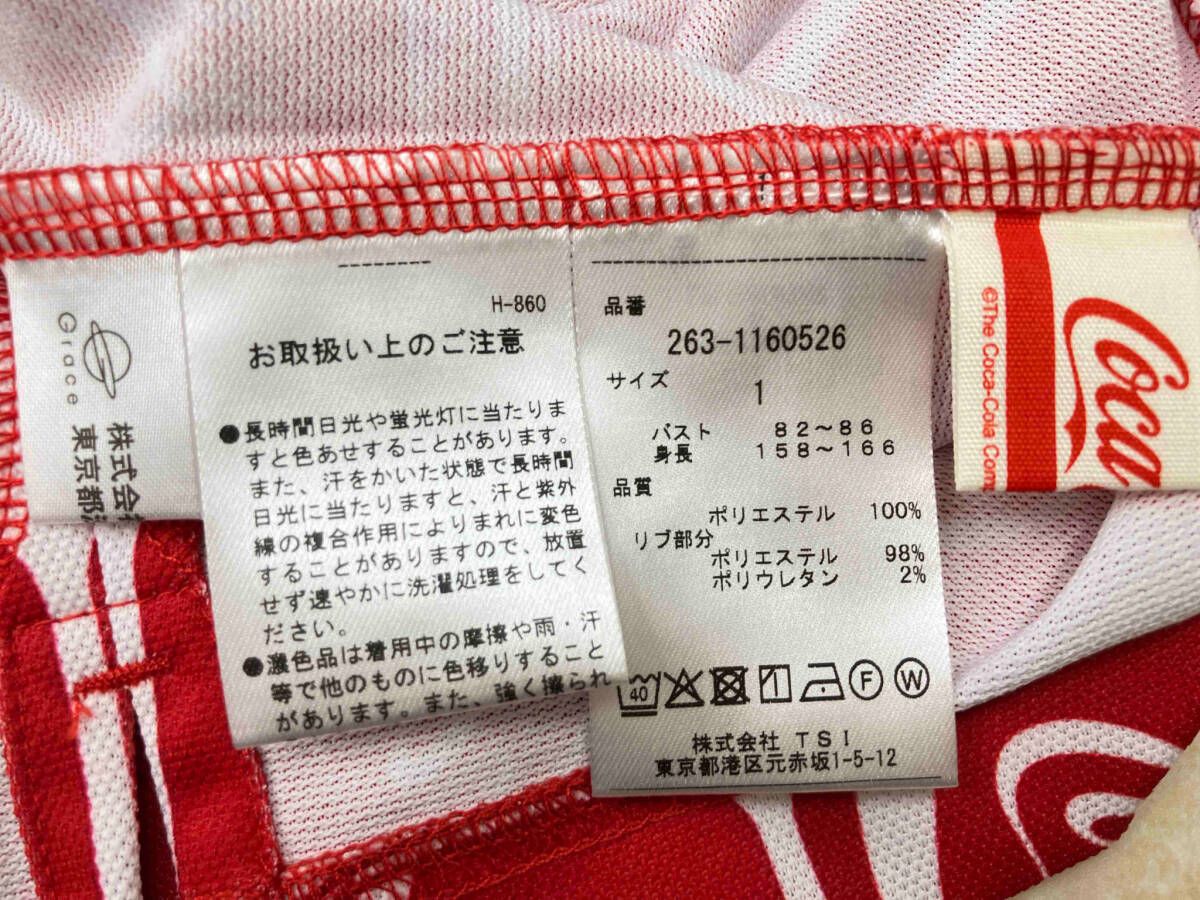 Grace
株式会
東京都
H-860
お取扱い上のご注意
●長時間日光や蛍光灯に当たりま
すと色あせすることがあります。
また、汗をかいた状態で長時間
日光に当たりますと、汗と紫外
線の複合作用によりまれに変色
することがありますので、放置
せず速やかに洗濯処理をしてく
ださい。
●濃色品は着用中の摩擦や雨・汗
等で他のものに色移りすること
があります。また、強く擦られ
品番
263-1160526
サイズ
1
バスト 82～86
身長 158～166
品質
ポリエステル 100%
リブ部分
ポリエステル 98%
ポリウレタン 2%
40 F W
株式会社 TSI
東京都港区元赤坂1-5-12
©The Coca-Cola Com
Coca